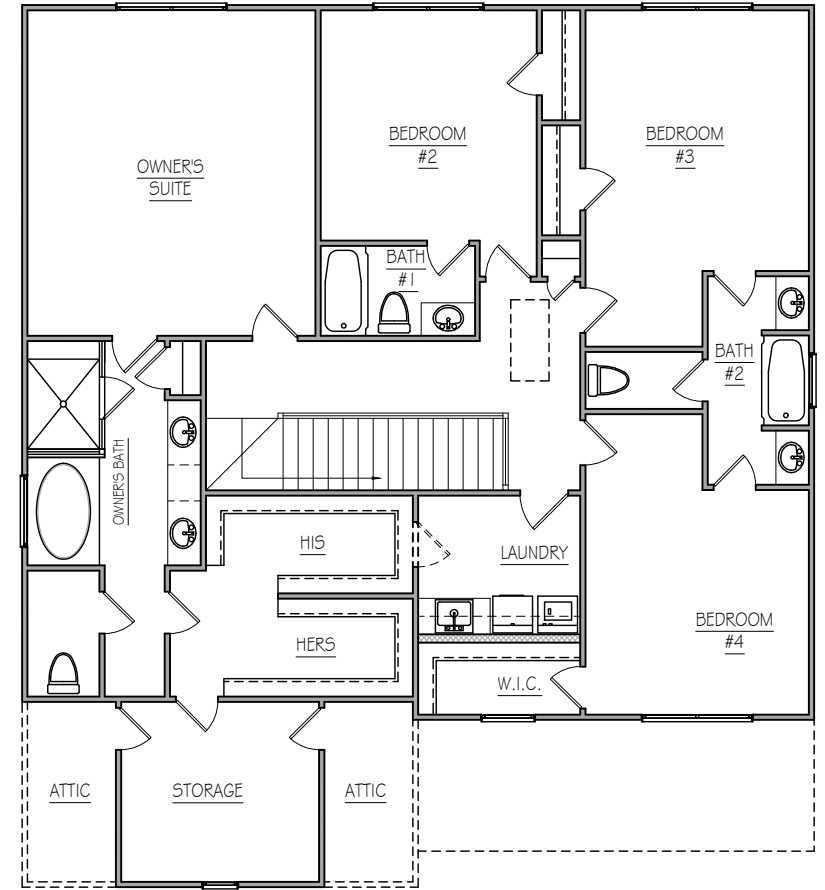 BEDROOM
#2
BEDROOM
#3
OWNER'S
SUITE
BATH
#1
BATH
#2
OWNER'S BATH
HIS
LAUNDRY
HERS
BEDROOM
#4
W.I.C.
ATTIC
STORAGE
ATTIC